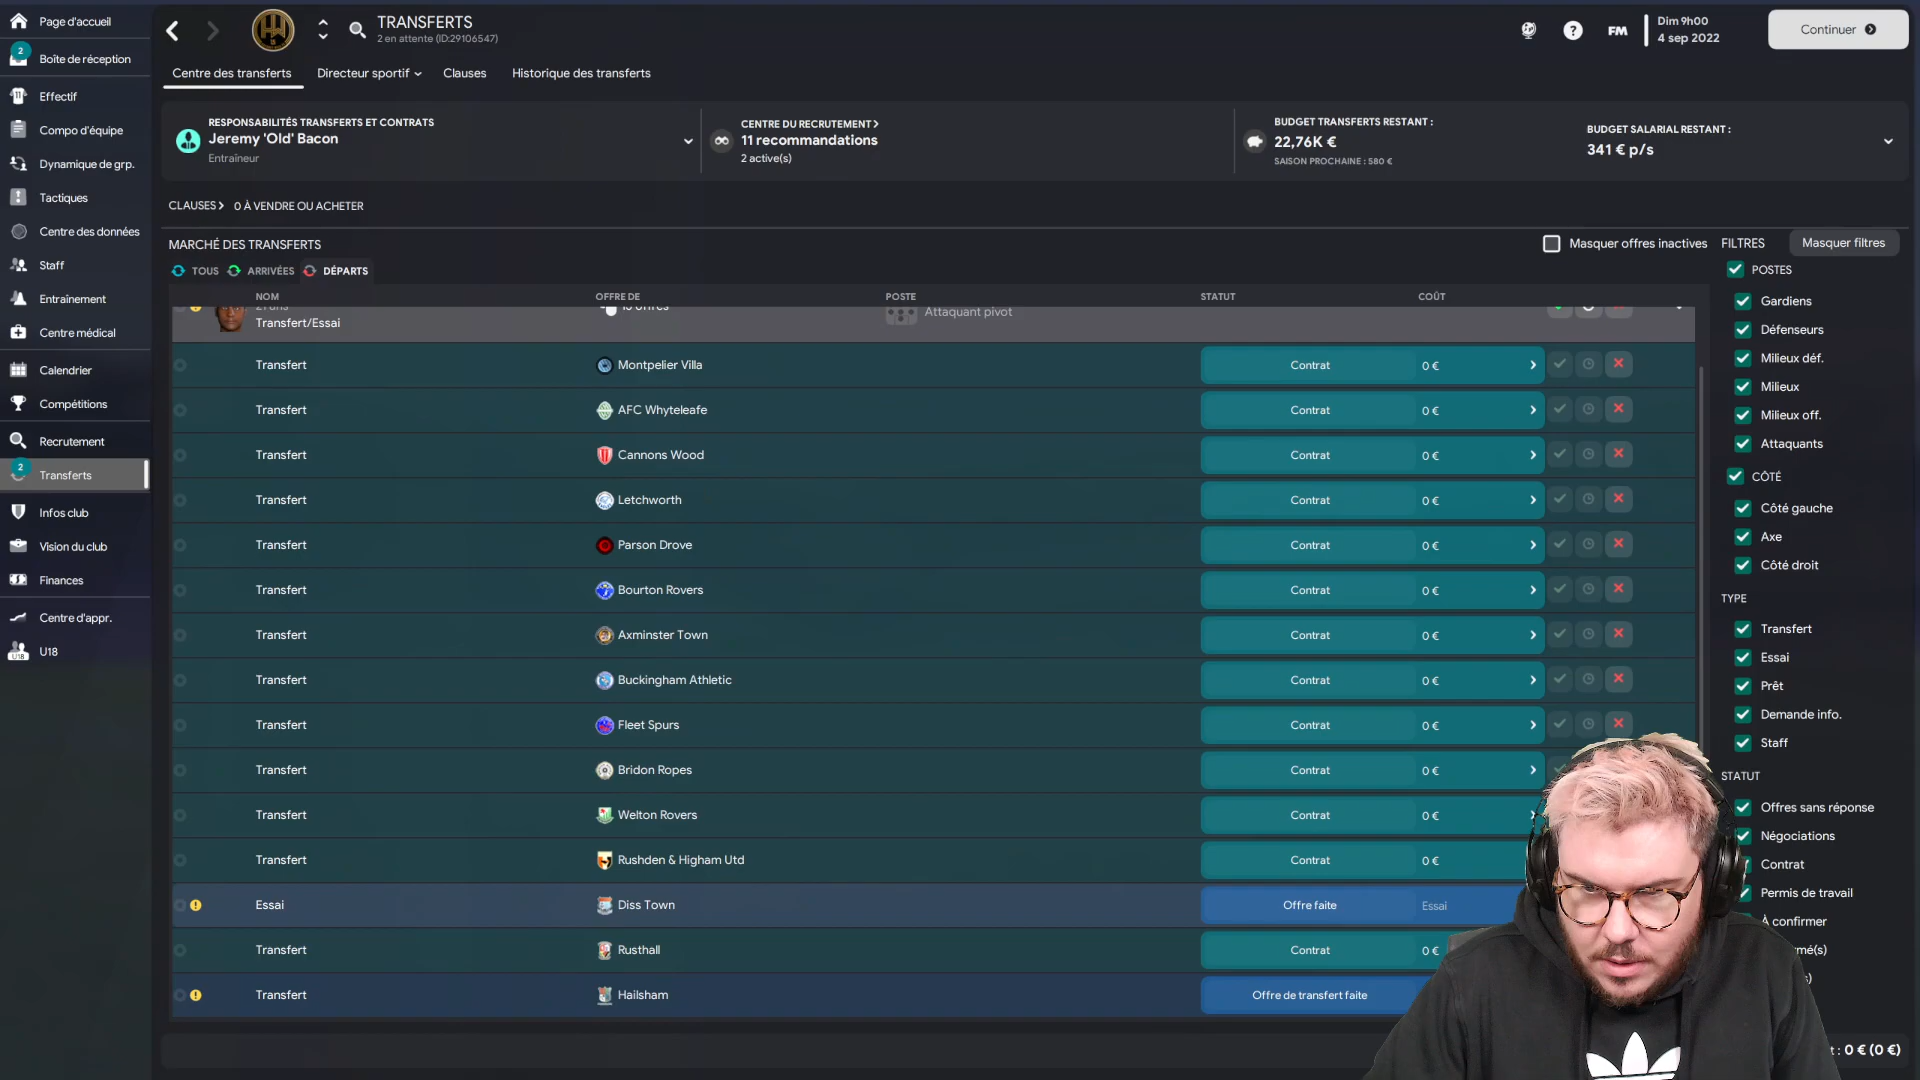 Page d'accueil
2
Boîte de réception
Effectif
Compo d'équipe
Dynamique de grp.
Tactiques
Centre des données
Staff
Entraînement
Centre médical
Calendrier
Compétitions
Recrutement
2
Transferts
Infos club
Vision du club
Finances
Centre d'appr.
U18
U18
TRANSFERTS
2 en attente (ID:29106547)
FM
Dim 9h00
4 sep 2022
Continuer
Centre des transferts
Directeur sportif
Clauses
Historique des transferts
RESPONSABILITÉS TRANSFERTS ET CONTRATS
Jeremy 'Old' Bacon
Entraîneur
CENTRE DU RECRUTEMENT
11 recommandations
2 active(s)
BUDGET TRANSFERTS RESTANT :
22,76K €
SAISON PROCHAINE : 580 €
BUDGET SALARIAL RESTANT :
341 € p/s
CLAUSES
0 À VENDRE OU ACHETER
MARCHÉ DES TRANSFERTS
Masquer offres inactives
FILTRES
Masquer filtres
TOUS
ARRIVÉES
DÉPARTS
NOM
OFFRE DE
POSTE
STATUT
COÛT
Transfert/Essai
offres
Attaquant pivot
Transfert
Montpelier Villa
Contrat
0 €
Transfert
AFC Whyteleafe
Contrat
0 €
Transfert
Cannons Wood
Contrat
0 €
Transfert
Letchworth
Contrat
0 €
Transfert
Parson Drove
Contrat
0 €
Transfert
Bourton Rovers
Contrat
0 €
Transfert
Axminster Town
Contrat
0 €
Transfert
Buckingham Athletic
Contrat
0 €
Transfert
Fleet Spurs
Contrat
0 €
Transfert
Bridon Ropes
Contrat
0 €
Transfert
Welton Rovers
Contrat
0 €
Transfert
Rushden & Higham Utd
Contrat
0 €
Essai
Diss Town
Offre faite
Essai
Transfert
Rusthall
Contrat
0 €
Transfert
Hailsham
Offre de transfert faite
POSTES
Gardiens
Défenseurs
Milieux déf.
Milieux
Milieux off.
Attaquants
CÔTÉ
Côté gauche
Axe
Côté droit
TYPE
Transfert
Essai
Prêt
Demande info.
Staff
STATUT
Offres sans réponse
Négociations
Contrat
Permis de travail
À confirmer
: 0 € (0 €)